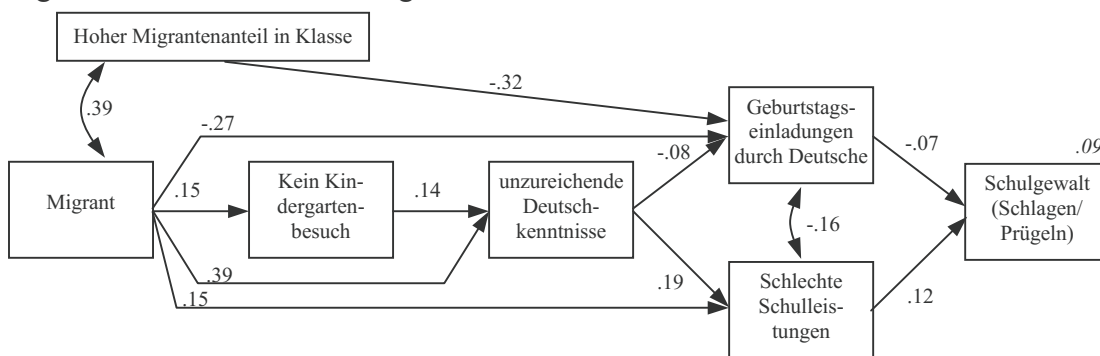 Hoher Migrantenanteil in Klasse
.39
-.32
Geburtstags-
einladungen
durch Deutsche
-.27
-.08
-.07
.09
Migrant
.15
Kein Kin-
dergarten-
besuch
.14
unzureichende
Deutsch-
kenntnisse
Schulgewalt
(Schlagen/
Prügeln)
-.16
.39
.15
.19
Schlechte
Schulleis-
tungen
.12